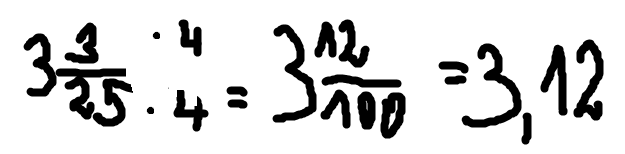 3 3/25 · 4/· 4 = 3 12/100 = 3,12